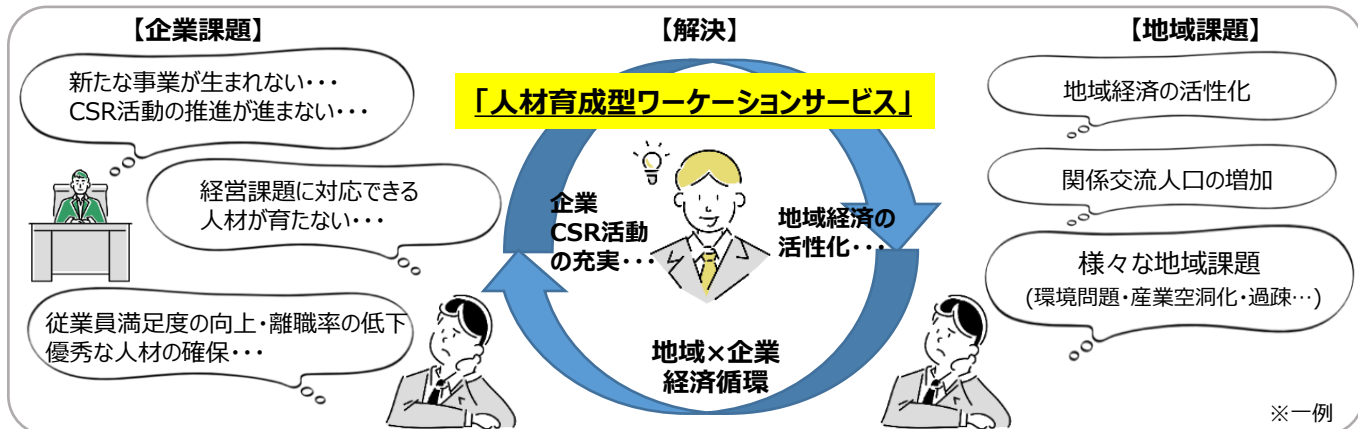 【企業課題】
新たな事業が生まれない・・・
CSR活動の推進が進まない・・・
経営課題に対応できる
人材が育たない・・・
従業員満足度の向上・離職率の低下
優秀な人材の確保・・・
【解決】
「人材育成型ワーケーションサービス」
企業
CSR活動
の充実・・・
地域経済の
活性化・・・
地域×企業
経済循環
【地域課題】
地域経済の活性化
関係交流人口の増加
様々な地域課題
(環境問題・産業空洞化・過疎…)
※一例